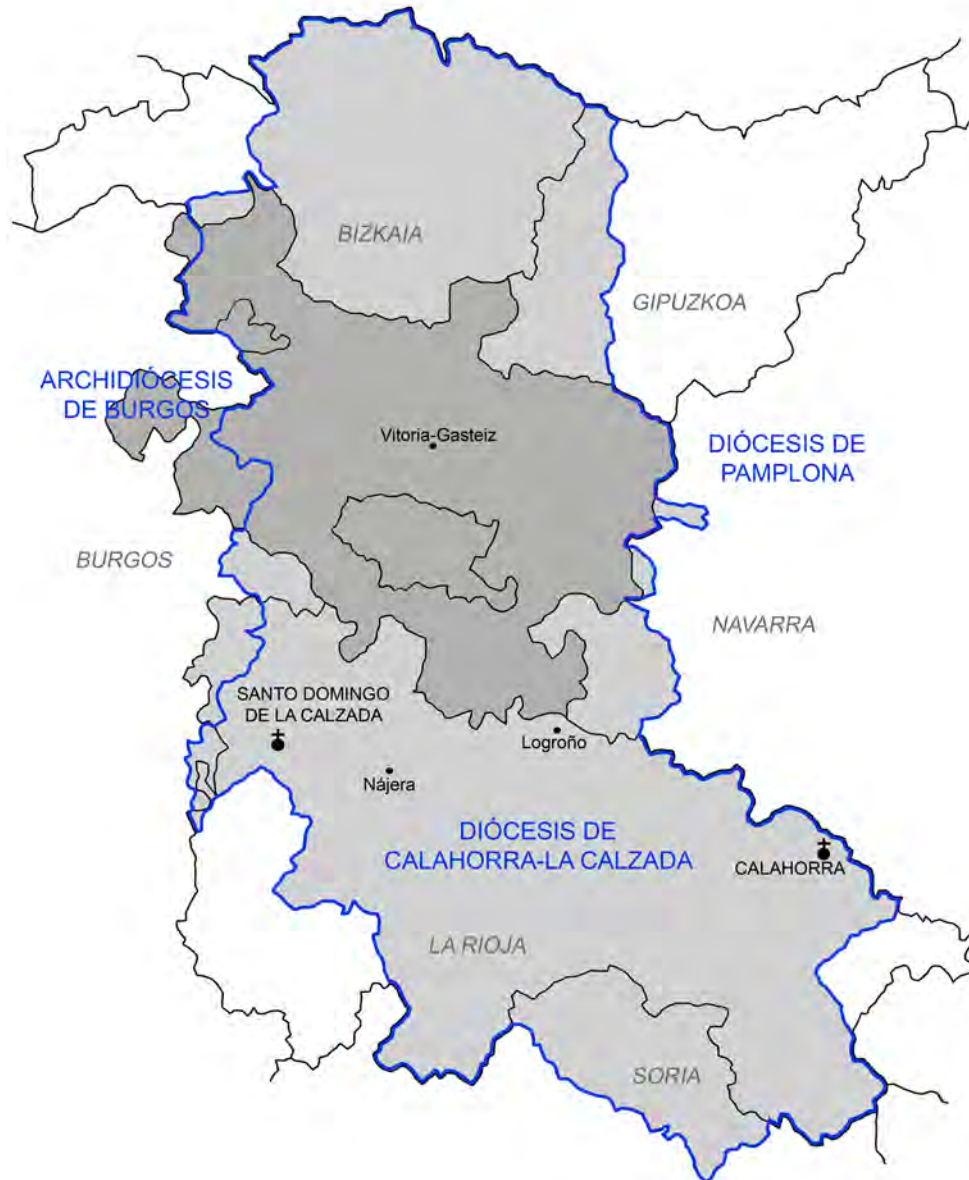 BIZKAIA
GIPUZKOA
ARCHIDIÓCESIS
DE BURGOS
Vitoria-Gasteiz
DIÓCESIS DE
PAMPLONA
BURGOS
NAVARRA
SANTO DOMINGO
DE LA CALZADA
Logroño
Nájera
DIÓCESIS DE
CALAHORRA-LA CALZADA
CALAHORRA
LA RIOJA
SORIA